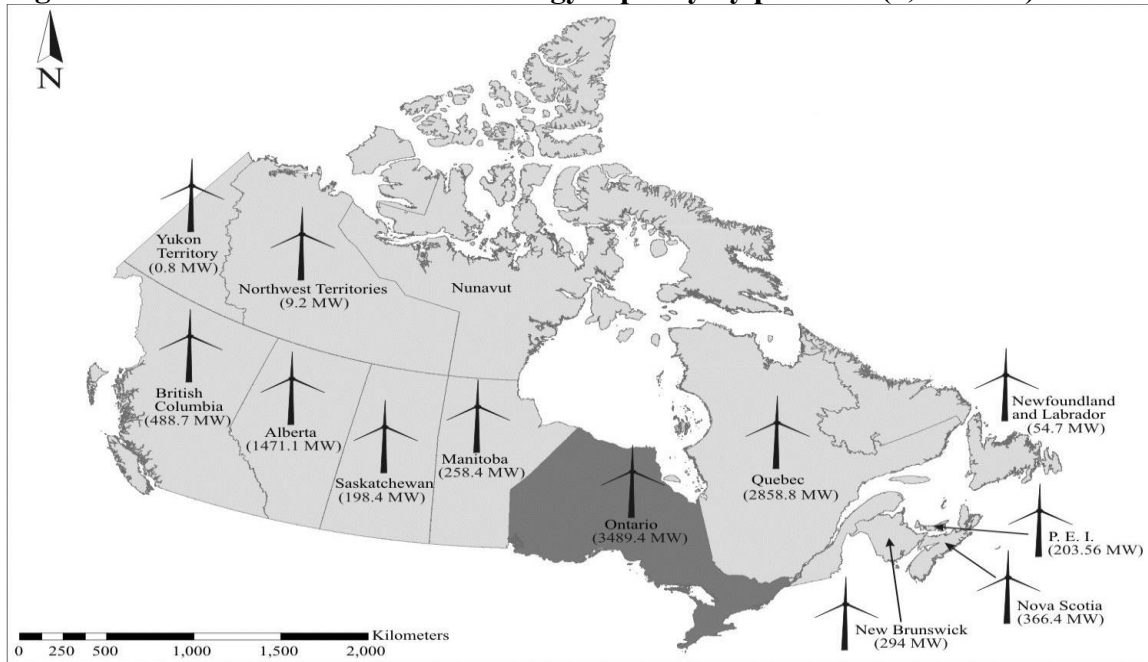 capacity by province
N
Yukon
Territory
(0.8 MW)
Northwest Territories
(9.2 MW)
Nunavut
British
Columbia
(488.7 MW)
Alberta
(1471.1 MW)
Saskatchewan
(198.4 MW)
Manitoba
(258.4 MW)
Ontario
(3489.4 MW)
Quebec
(2858.8 MW)
Newfoundland
and Labrador
(54.7 MW)
P. E. I.
(203.56 MW)
Nova Scotia
(366.4 MW)
New Brunswick
(294 MW)
Kilometers
0 250 500 1,000 1,500 2,000